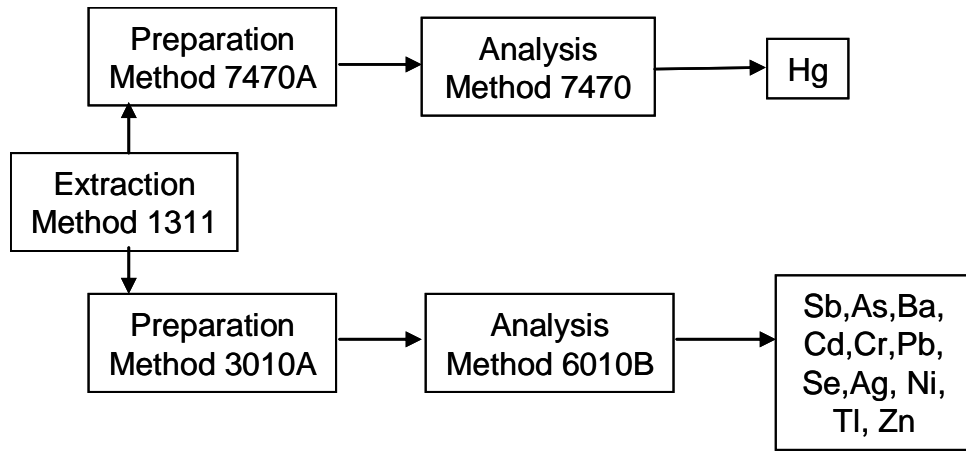 Preparation
Method 7470A
Analysis
Method 7470
Hg
Extraction
Method 1311
Preparation
Method 3010A
Analysis
Method 6010B
Sb,As,Ba,
Cd,Cr,Pb,
Se,Ag, Ni,
Tl, Zn